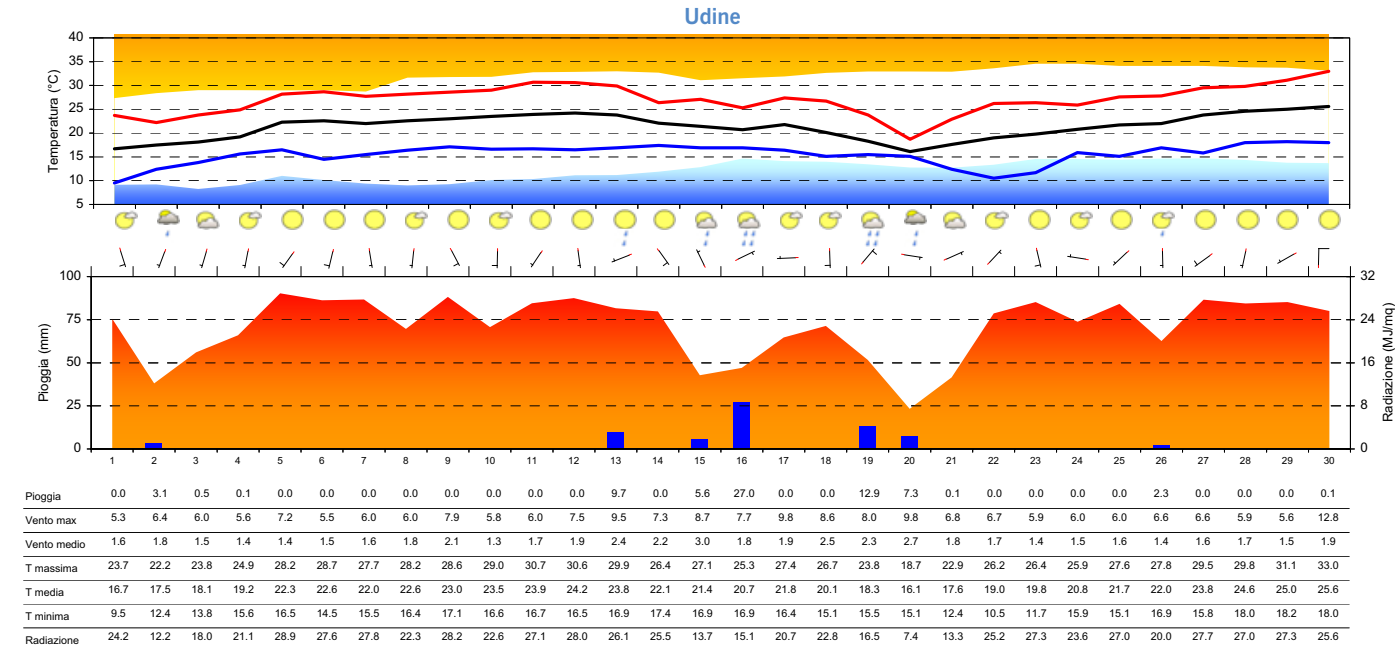 Udine
40
35
30
25
20
15
10
5
Temperatura (°C)
100
75
50
25
0
Pioggia (mm)
32
24
16
8
0
Radiazione (MJ/mq)
1 2 3 4 5 6 7 8 9 10 11 12 13 14 15 16 17 18 19 20 21 22 23 24 25 26 27 28 29 30
Pioggia 0.0 3.1 0.5 0.1 0.0 0.0 0.0 0.0 0.0 0.0 0.0 0.0 9.7 0.0 5.6 27.0 0.0 0.0 12.9 7.3 0.1 0.0 0.0 0.0 0.0 2.3 0.0 0.0 0.0 0.1
Vento max 5.3 6.4 6.0 5.6 7.2 5.5 6.0 6.0 7.9 5.8 6.0 7.5 9.5 7.3 8.7 7.7 9.8 8.6 8.0 9.8 6.8 6.7 5.9 6.0 6.0 6.6 6.6 5.9 5.6 12.8
Vento medio 1.6 1.8 1.5 1.4 1.4 1.5 1.6 1.8 2.1 1.3 1.7 1.9 2.4 2.2 3.0 1.8 1.9 2.5 2.3 2.7 1.8 1.7 1.4 1.5 1.6 1.4 1.6 1.7 1.5 1.9
T massima 23.7 22.2 23.8 24.9 28.2 28.7 27.7 28.2 28.6 29.0 30.7 30.6 29.9 26.4 27.1 25.3 27.4 26.7 23.8 18.7 22.9 26.2 26.4 25.9 27.6 27.8 29.5 29.8 31.1 33.0
T media 16.7 17.5 18.1 19.2 22.3 22.6 22.0 22.6 23.0 23.5 23.9 24.2 23.8 22.1 21.4 20.7 21.8 20.1 18.3 16.1 17.6 19.0 19.8 20.8 21.7 22.0 23.8 24.6 25.0 25.6
T minima 9.5 12.4 13.8 15.6 16.5 14.5 15.5 16.4 17.1 16.6 16.7 16.5 16.9 17.4 16.9 16.9 16.4 15.1 15.5 15.1 12.4 10.5 11.7 15.9 15.1 16.9 15.8 18.0 18.2 18.0
Radiazione 24.2 12.2 18.0 21.1 28.9 27.6 27.8 22.3 28.2 22.6 27.1 28.0 26.1 25.5 13.7 15.1 20.7 22.8 16.5 7.4 13.3 25.2 27.3 23.6 27.0 20.0 27.7 27.0 27.3 25.6